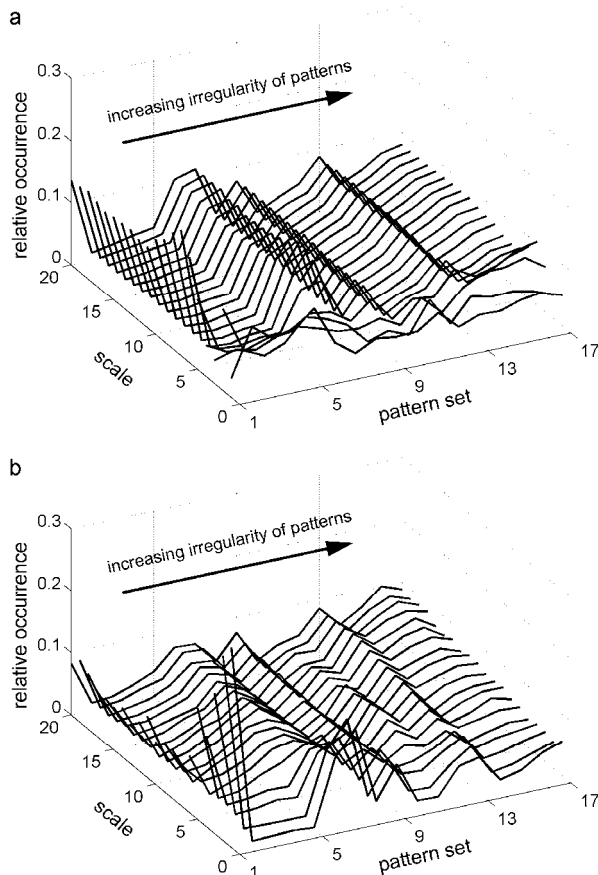 a
0.3
0.2
0.1
0
relative occurrence
increasing irregularity of patterns
20
15
10
5
0
scale
1
5
9
13
17
pattern set
b
0.3
0.2
0.1
0
relative occurrence
increasing irregularity of patterns
20
15
10
5
0
scale
1
5
9
13
17
pattern set